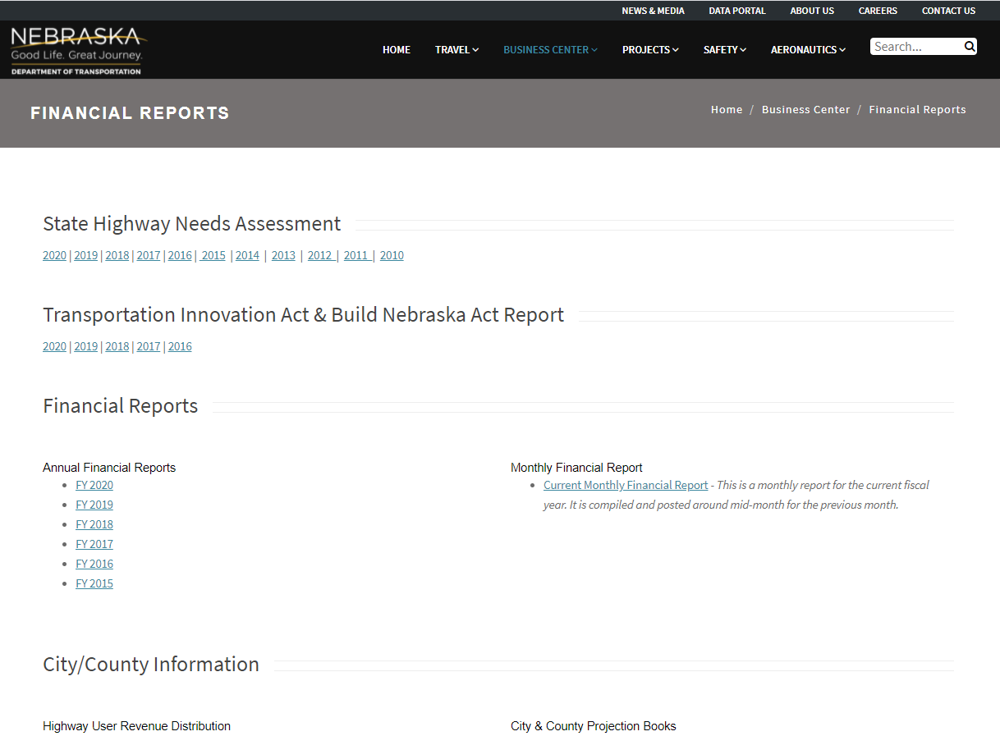 NEWS & MEDIA DATA PORTAL ABOUT US CAREERS CONTACT US
NEBRASKA
Good Life. Great Journey.
DEPARTMENT OF TRANSPORTATION
HOME TRAVEL BUSINESS CENTER PROJECTS SAFETY AERONAUTICS Search...
FINANCIAL REPORTS
Home / Business Center / Financial Reports
State Highway Needs Assessment
2020 | 2019 | 2018 | 2017 | 2016 | 2015 | 2014 | 2013 | 2012 | 2011 | 2010
Transportation Innovation Act & Build Nebraska Act Report
2020 | 2019 | 2018 | 2017 | 2016
Financial Reports
Annual Financial Reports
• FY 2020
• FY 2019
• FY 2018
• FY 2017
• FY 2016
• FY 2015
Monthly Financial Report
• Current Monthly Financial Report - This is a monthly report for the current fiscal
year. It is compiled and posted around mid-month for the previous month.
City/County Information
Highway User Revenue Distribution
City & County Projection Books